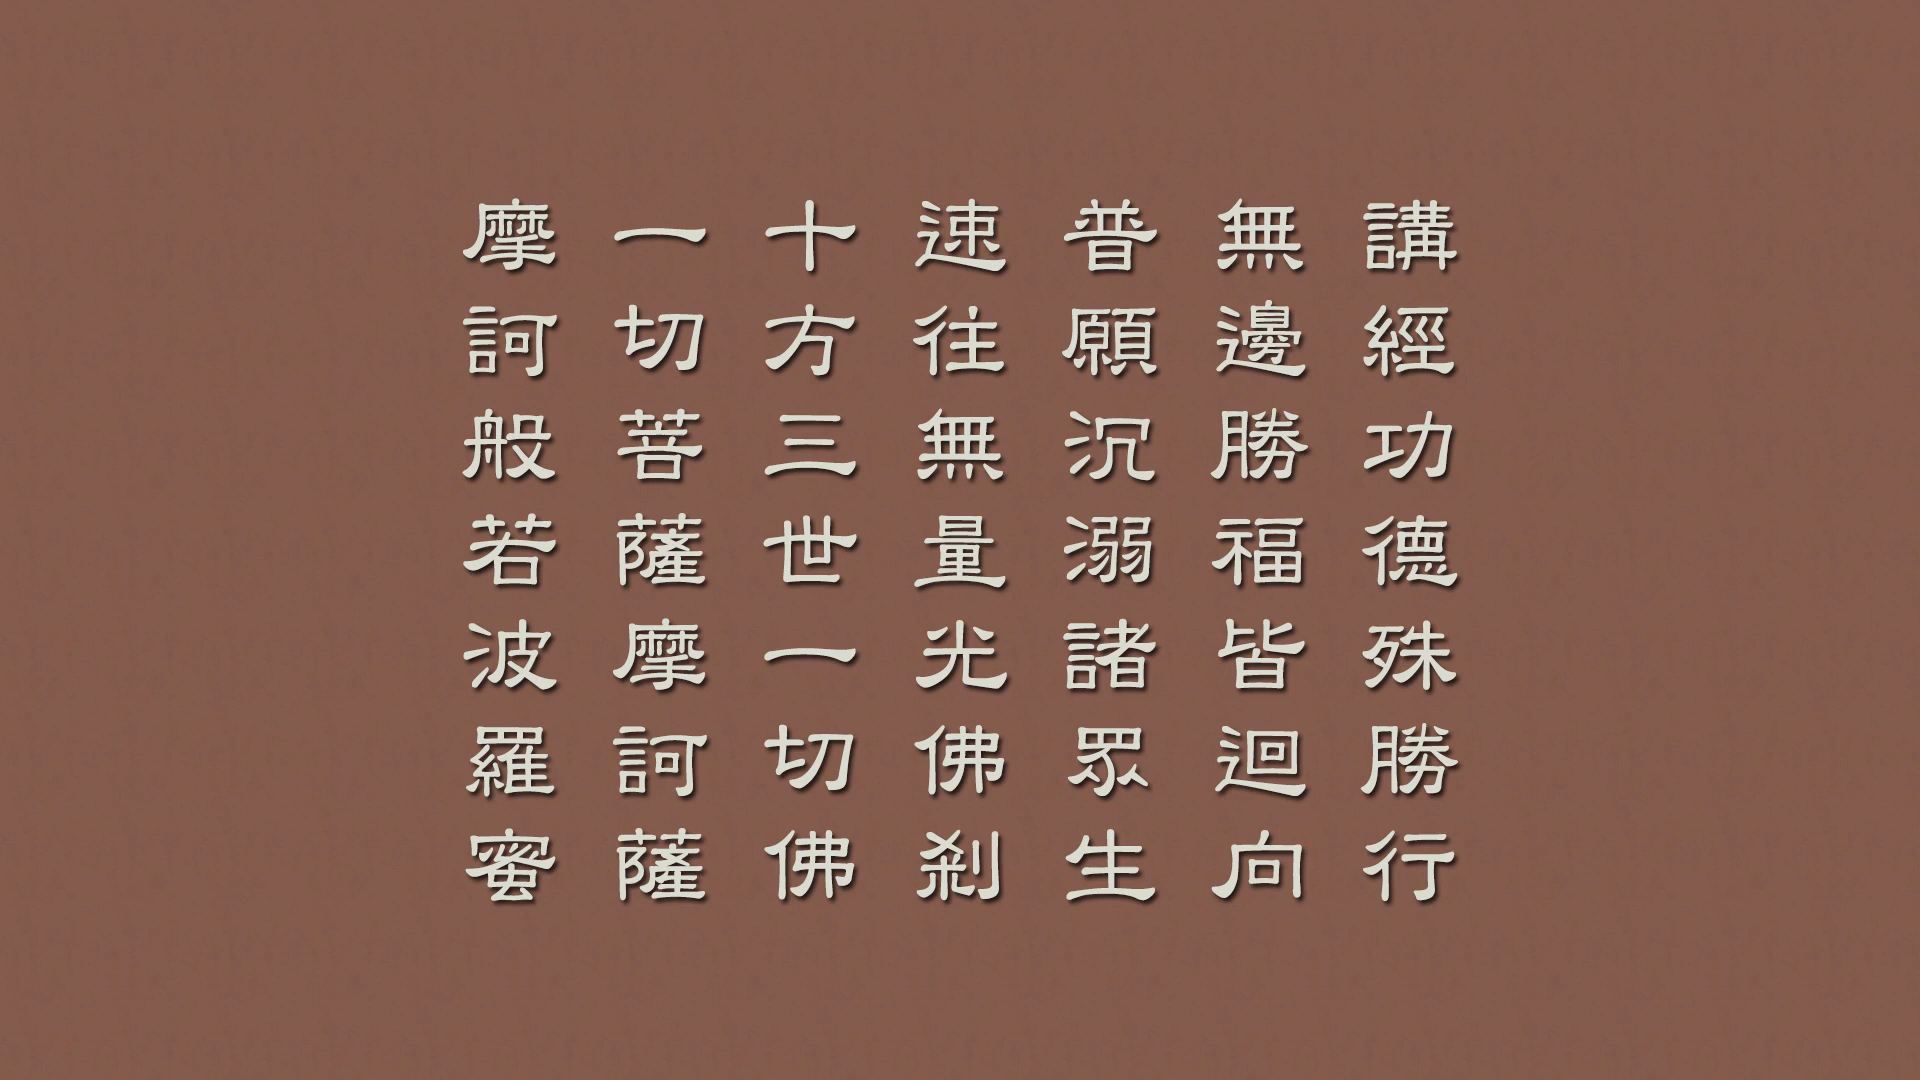 講經功德殊勝行
無邊勝福皆迴向
普願沉溺諸眾生
速往無量光佛剎
十方三世一切佛
一切菩薩摩訶薩
摩訶般若波羅蜜